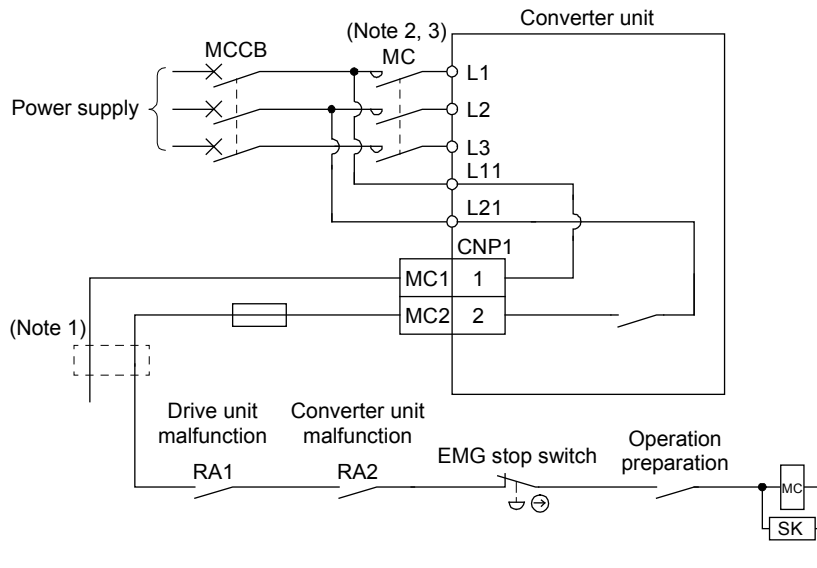 Converter unit
(Note 2, 3)
MCCB
MC
L1
Power supply
L2
L3
L11
L21
CNP1
MC1 1
MC2 2
(Note 1)
Drive unit
malfunction
Converter unit
malfunction
EMG stop switch
Operation
preparation
RA1
RA2
MC
SK